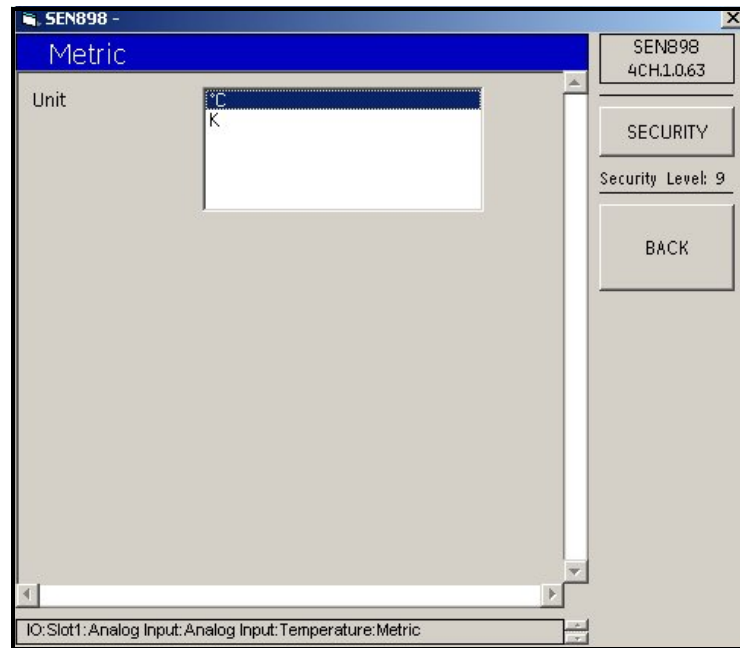 SEN898 -
Metric
Unit
°C
K
SEN898
4CH.1.0.63
SECURITY
Security Level: 9
BACK
IO:Slot1:Analog Input:Analog Input:Temperature:Metric